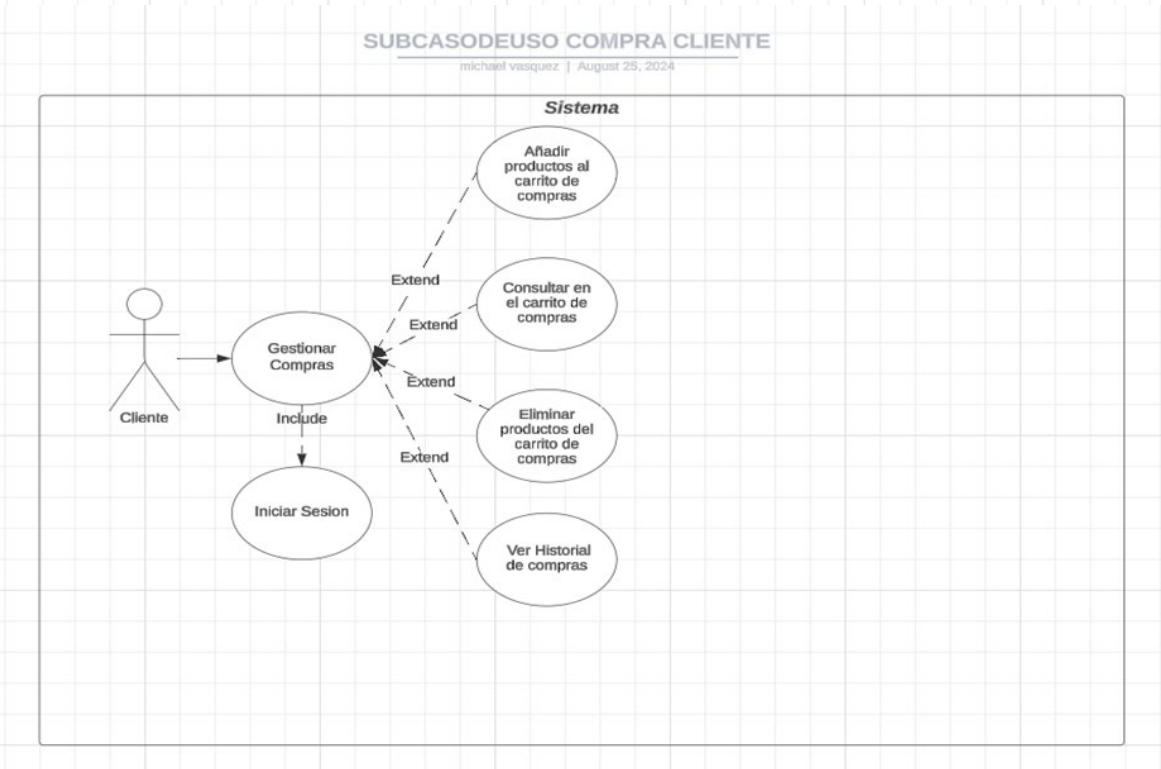 SUBCASODEUSO COMPRA CLIENTE
michael vasquez | August 25, 2024
Sistema
Añadir
productos al
carrito de
compras
Extend
Consultar en
el carrito de
compras
Extend
Gestionar
Compras
Cliente
Include
Extend
Eliminar
productos del
carrito de
compras
Extend
Iniciar Sesion
Ver Historial
de compras